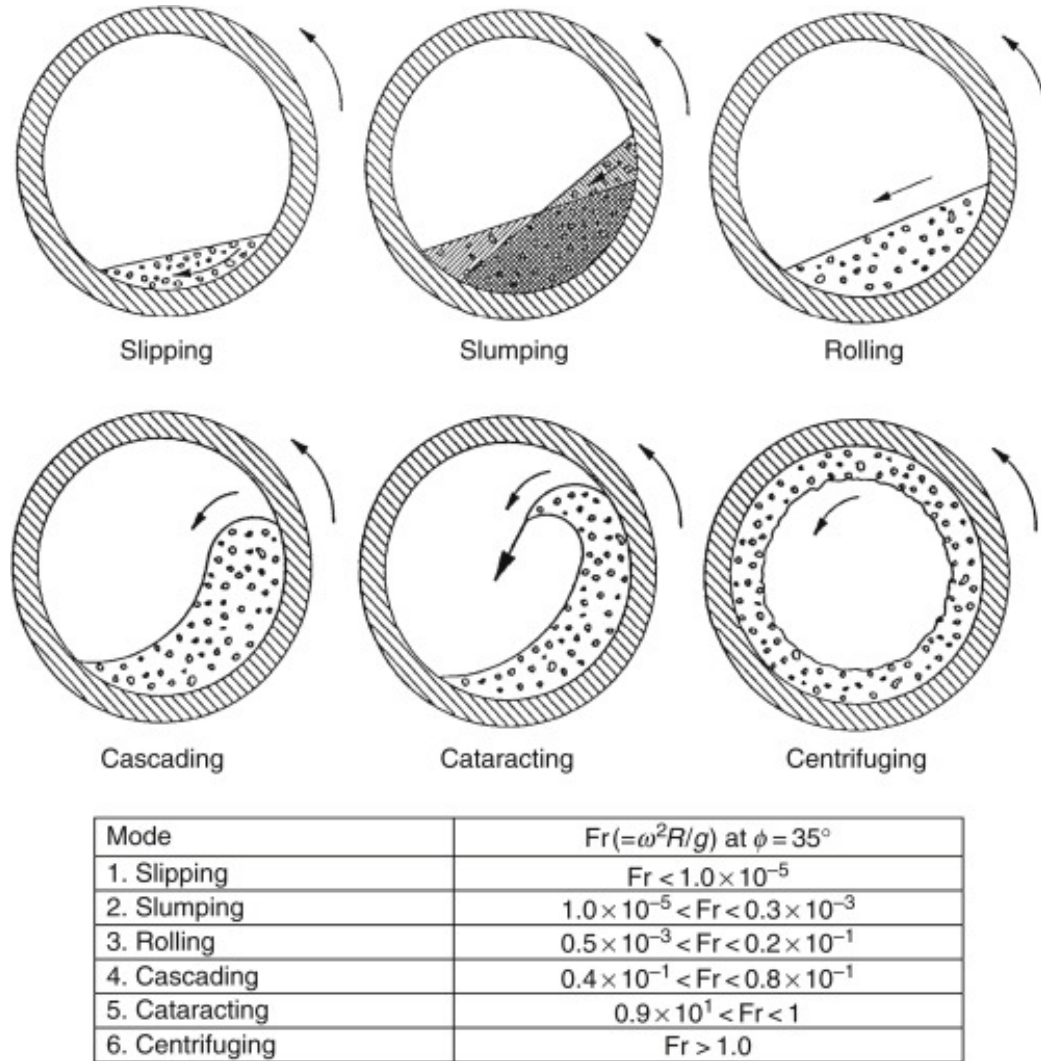 Slipping
Slumping
Rolling
Cascading
Cataracting
Centrifuging
Mode Fr (=ω²R/g) at ϕ = 35°
1. Slipping Fr < 1.0 × 10⁻⁵
2. Slumping 1.0 × 10⁻⁵ < Fr < 0.3 × 10⁻³
3. Rolling 0.5 × 10⁻³ < Fr < 0.2 × 10⁻¹
4. Cascading 0.4 × 10⁻¹ < Fr < 0.8 × 10⁻¹
5. Cataracting 0.9 × 10¹ < Fr < 1
6. Centrifuging Fr > 1.0